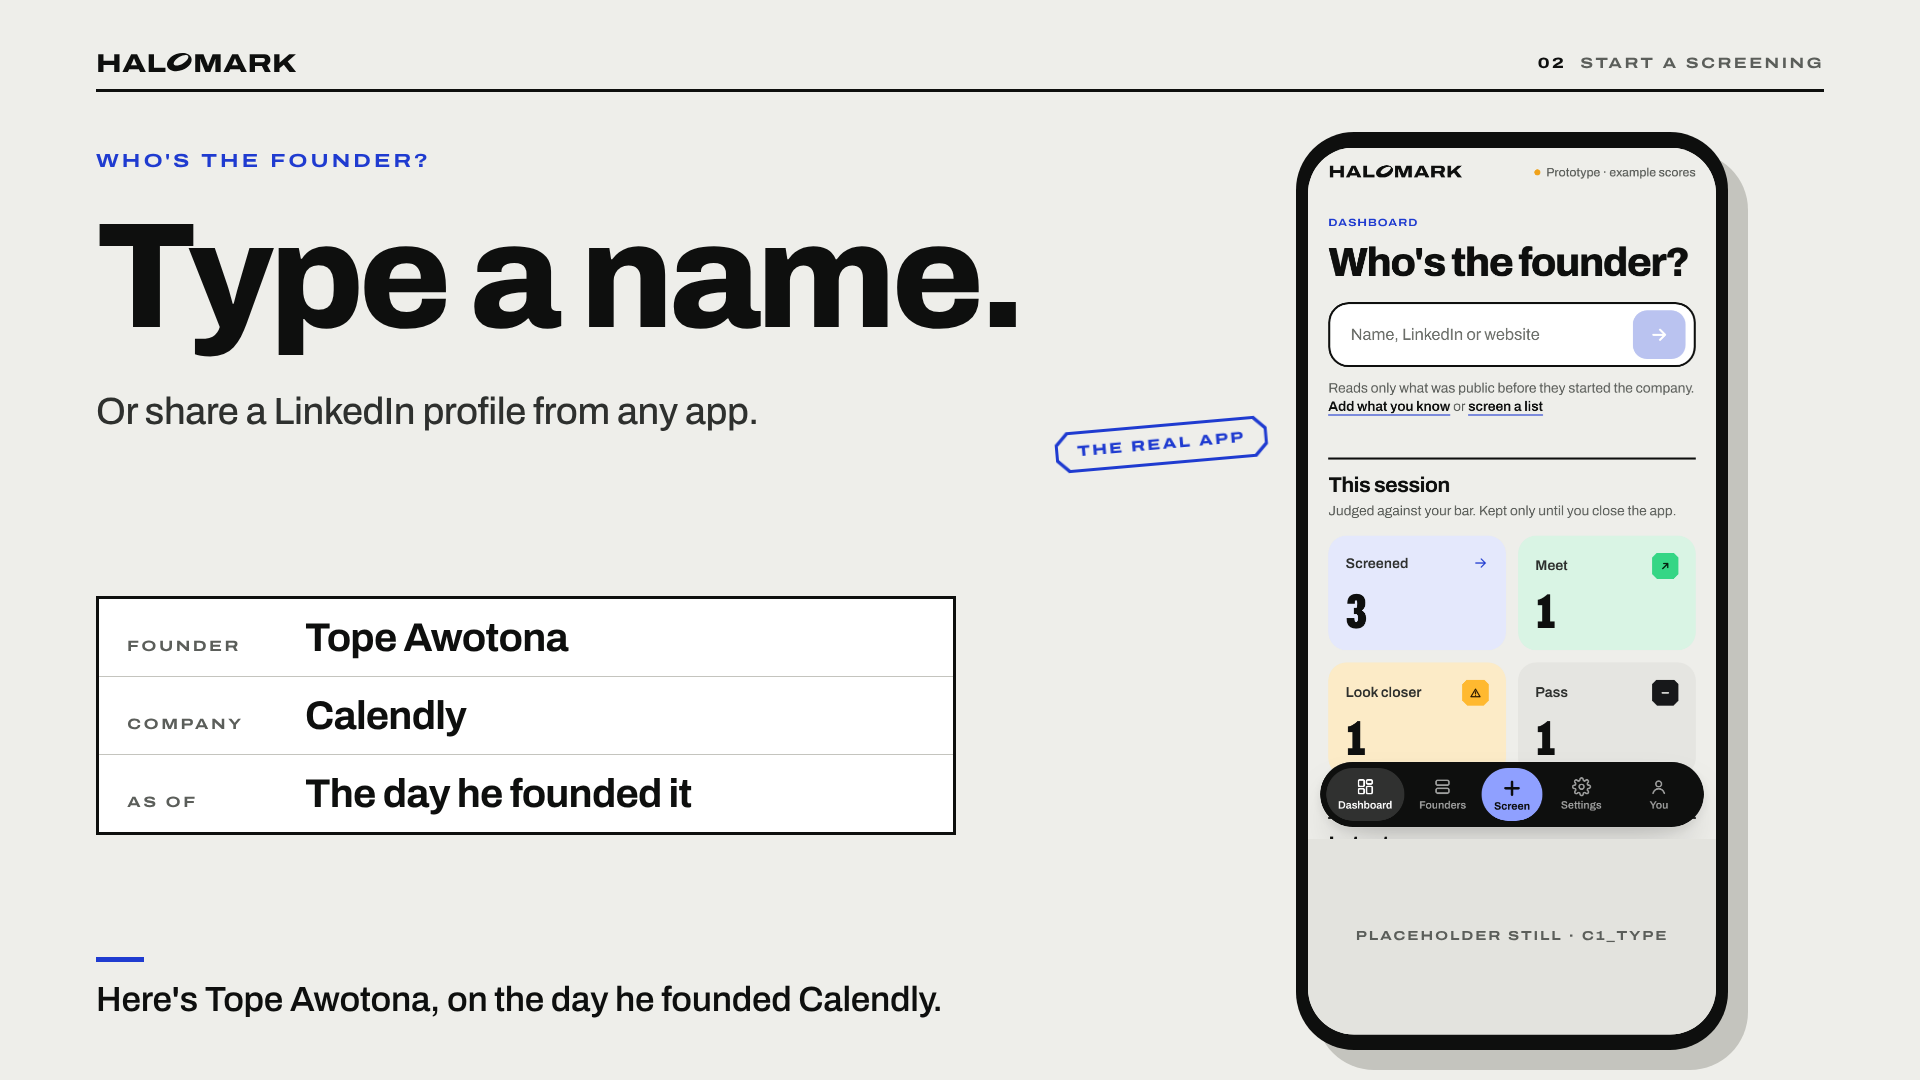 HALOMARK
02 START A SCREENING
WHO'S THE FOUNDER?
Type a name.
Or share a LinkedIn profile from any app.
THE REAL APP
FOUNDER Tope Awotona
COMPANY Calendly
AS OF The day he founded it
Here's Tope Awotona, on the day he founded Calendly.
HALOMARK
Prototype · example scores
DASHBOARD
Who's the founder?
Name, LinkedIn or website
Reads only what was public before they started the company.
Add what you know or screen a list
This session
Judged against your bar. Kept only until you close the app.
Screened
3
Meet
1
Look closer
1
Pass
1
Dashboard
Founders
Screen
Settings
You
PLACEHOLDER STILL · C1_TYPE